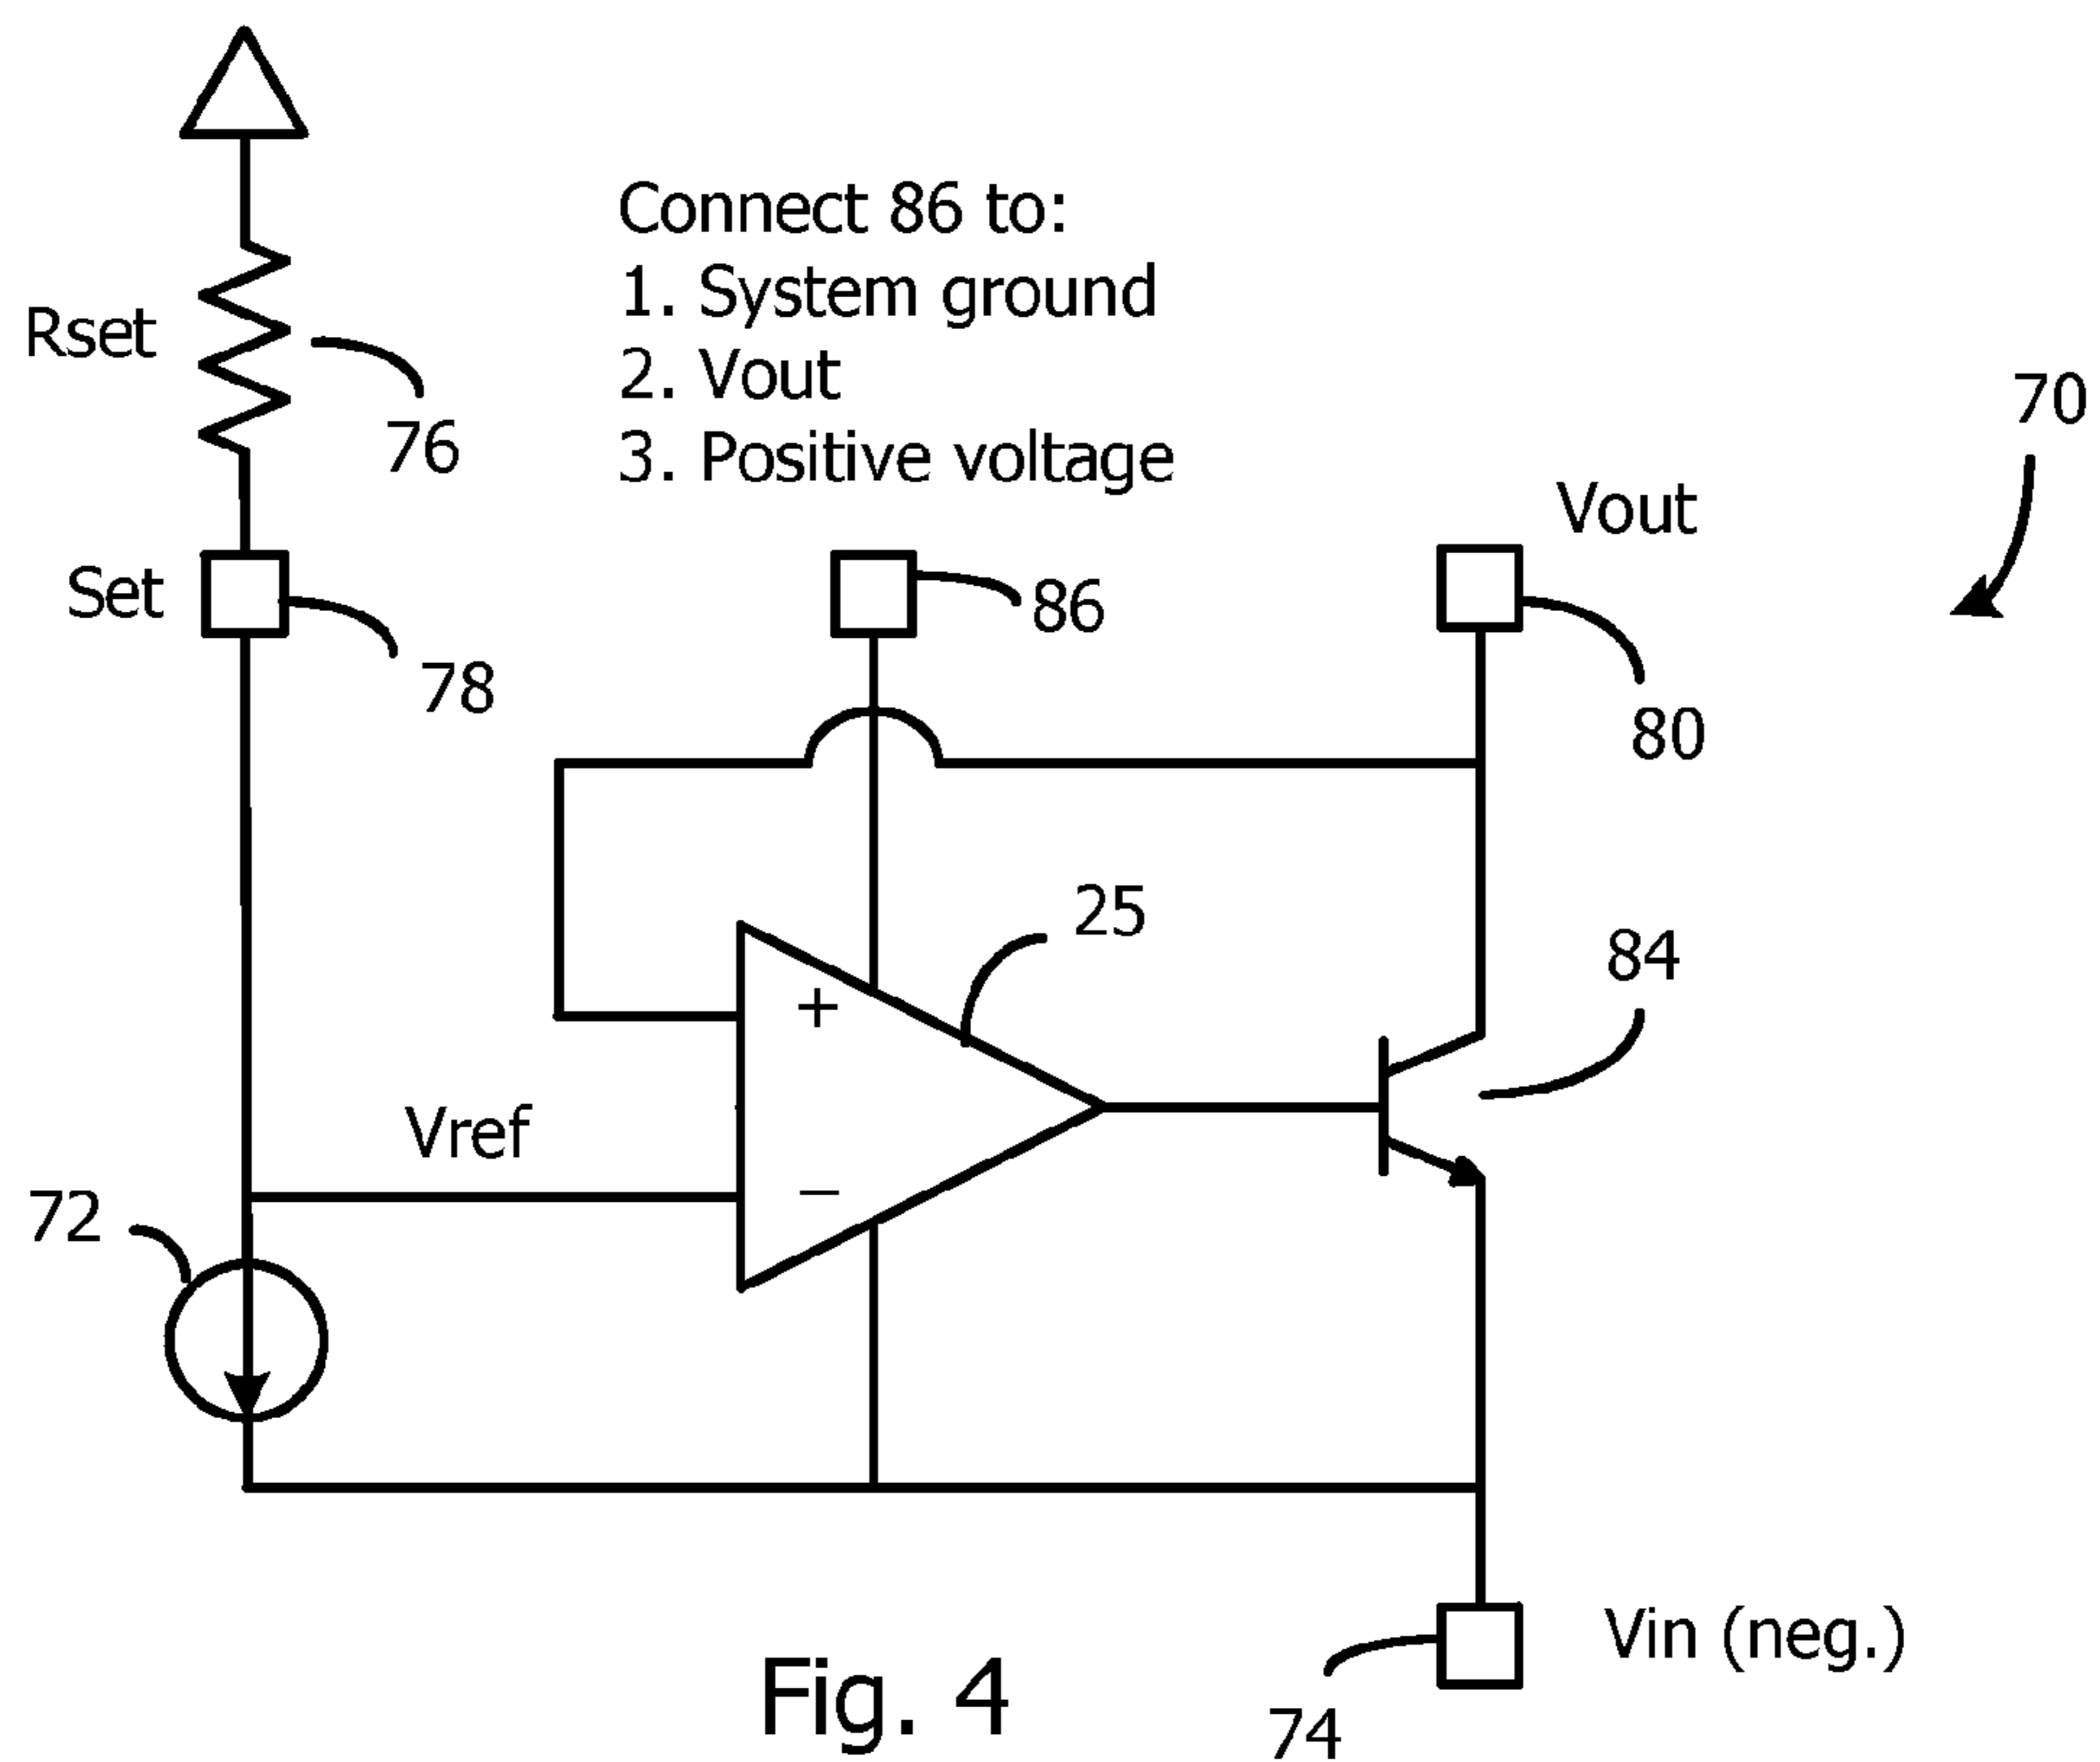 Connect 86 to:
1. System ground
2. Vout
3. Positive voltage
Rset
76
70
Vout
Set
86
78
80
25
84
+
Vref
−
72
Vin (neg.)
Fig. 4
74